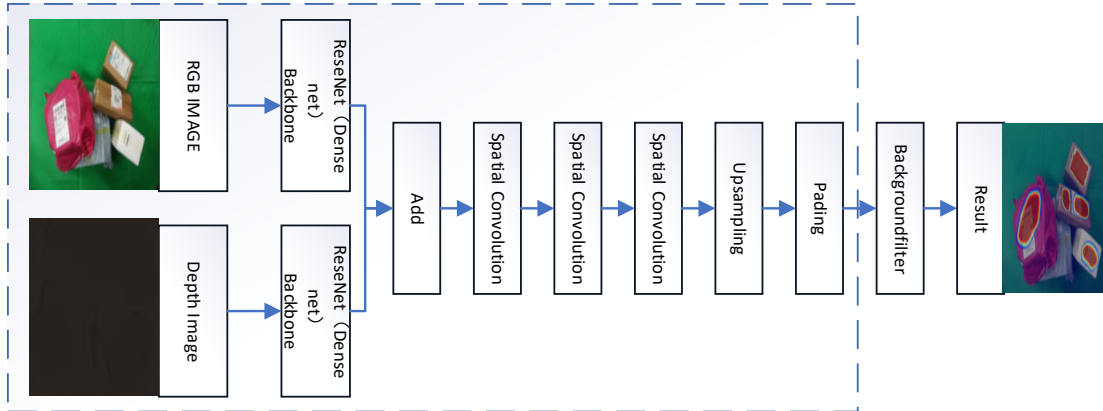 RGB IMAGE
ReseNet（Dense
net）
Backbone
Depth Image
ReseNet（Dense
net）
Backbone
Add
Spatial Convolution
Spatial Convolution
Spatial Convolution
Upsampling
Pading
Backgroundfilter
Result